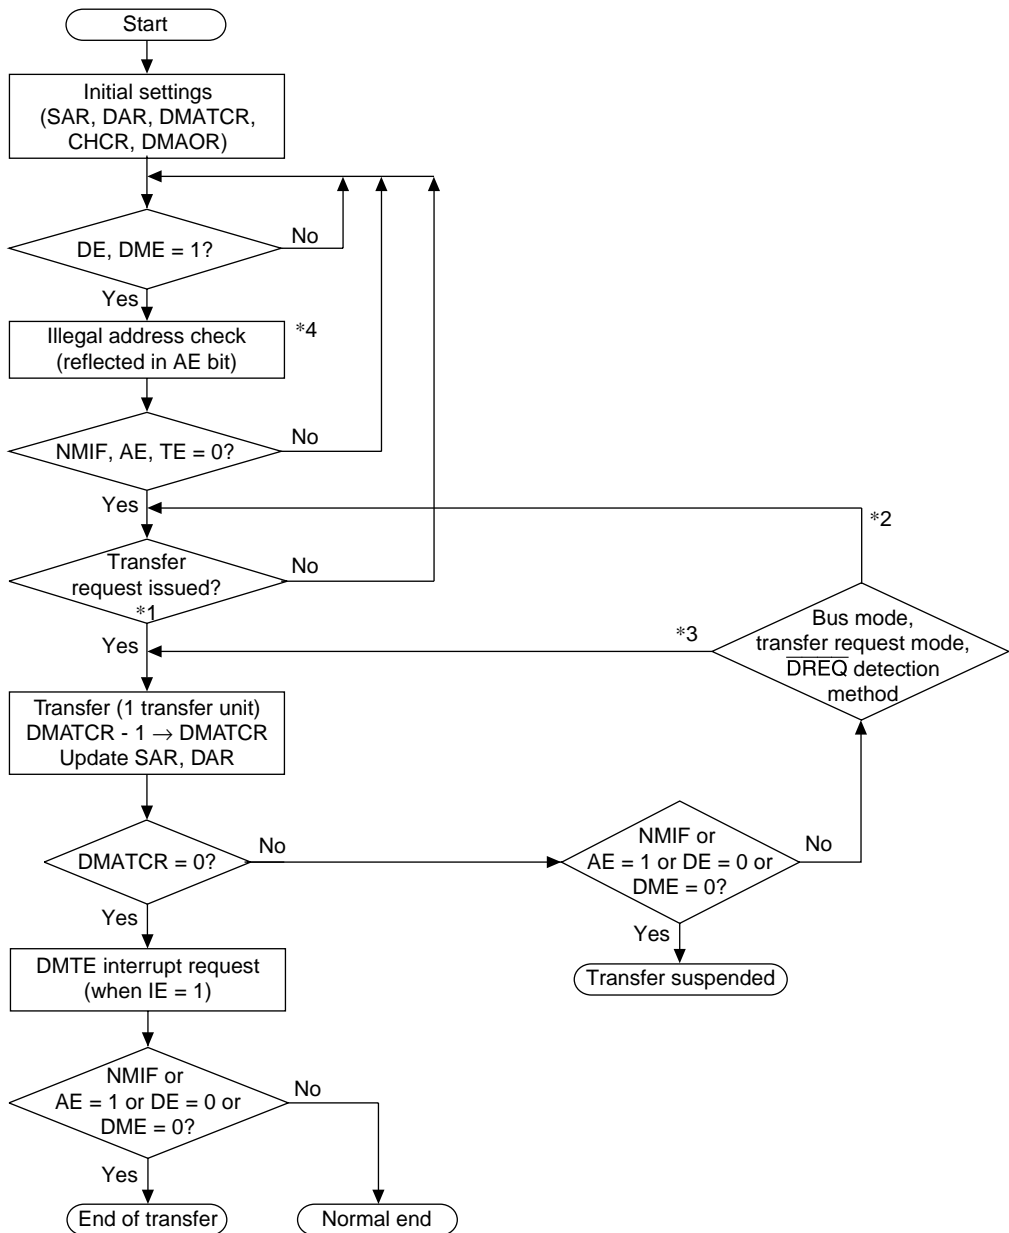 Start
Initial settings
(SAR, DAR, DMATCR,
CHCR, DMAOR)
DE, DME = 1?
No
Yes
Illegal address check
(reflected in AE bit)
*4
NMIF, AE, TE = 0?
No
Yes
*2
Transfer
request issued?
*1
No
Yes
*3
Bus mode,
transfer request mode,
DREQ detection
method
Transfer (1 transfer unit)
DMATCR - 1 → DMATCR
Update SAR, DAR
DMATCR = 0?
No
NMIF or
AE = 1 or DE = 0 or
DME = 0?
No
Yes
Yes
Transfer suspended
DMTE interrupt request
(when IE = 1)
NMIF or
AE = 1 or DE = 0 or
DME = 0?
No
Yes
End of transfer
Normal end